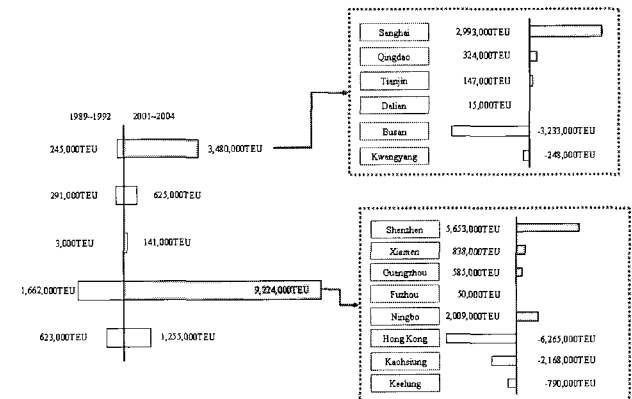 1989~1992 2001~2004
245,000TEU 3,480,000TEU
291,000TEU 625,000TEU
3,000TEU 141,000TEU
1,662,000TEU 9,224,000TEU
623,000TEU 1,255,000TEU
Sanghai 2,993,000TEU
Qingdao 324,000TEU
Tianjin 147,000TEU
Dalian 15,000TEU
Busan -3,233,000TEU
Kwangyang -248,000TEU
Shenzhen 5,653,000TEU
Xiamen 838,000TEU
Guangzhou 585,000TEU
Fuzhou 50,000TEU
Ningbo 2,009,000TEU
Hong Kong -6,265,000TEU
Kaohsiung -2,168,000TEU
Keelung -790,000TEU